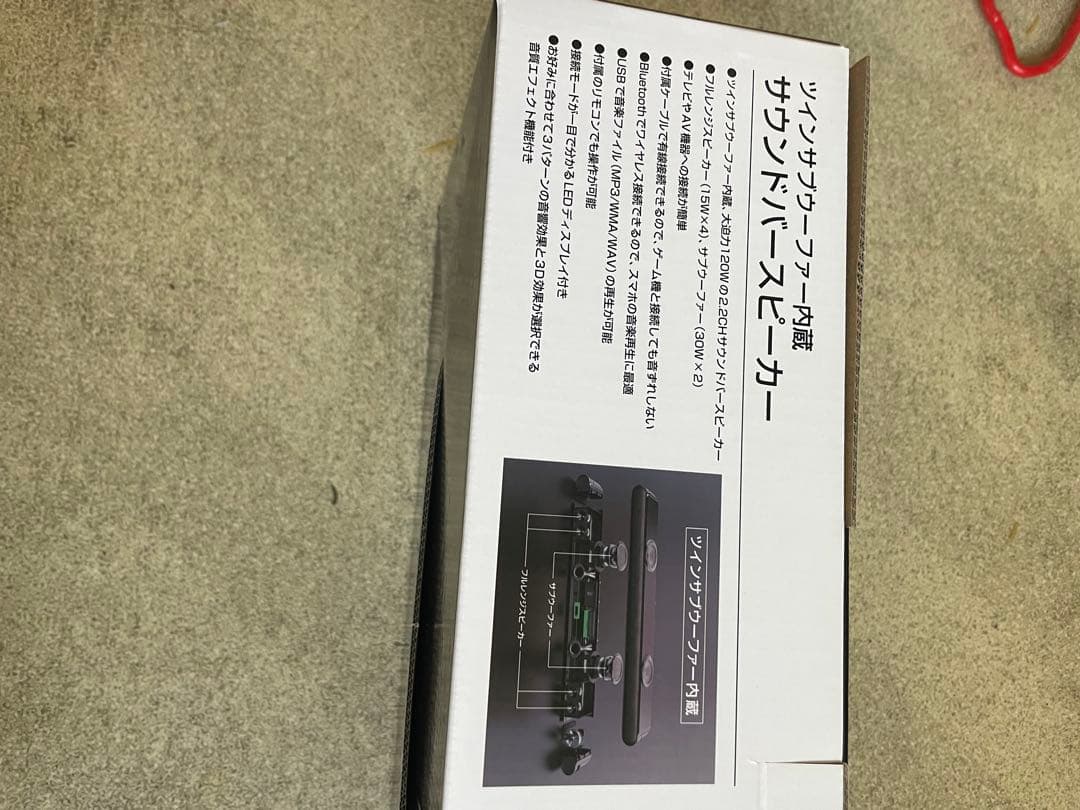 ツインサブウーファー内蔵
サウンドバースピーカー
●ツインサブウーファー内蔵、大迫力120Wの2.2CHサウンドバースピーカー
●フルレンジスピーカー(15W×4)、サブウーファー(30W×2)
●テレビやAV機器への接続が簡単
●付属ケーブルで有線接続できるので、ゲーム機と接続しても音ずれしない
●Bluetoothでワイヤレス接続できるので、スマホの音楽再生に最適
●USBで音楽ファイル(MP3/WMA/WAV)の再生が可能
●付属のリモコンでも操作が可能
●接続モードが一目で分かるLEDディスプレイ付き
●お好みに合わせて3パターンの音響効果と3D効果が選択できる
音質エフェクト機能付き
ツインサブウーファー内蔵
サブウーファー
フルレンジスピーカー